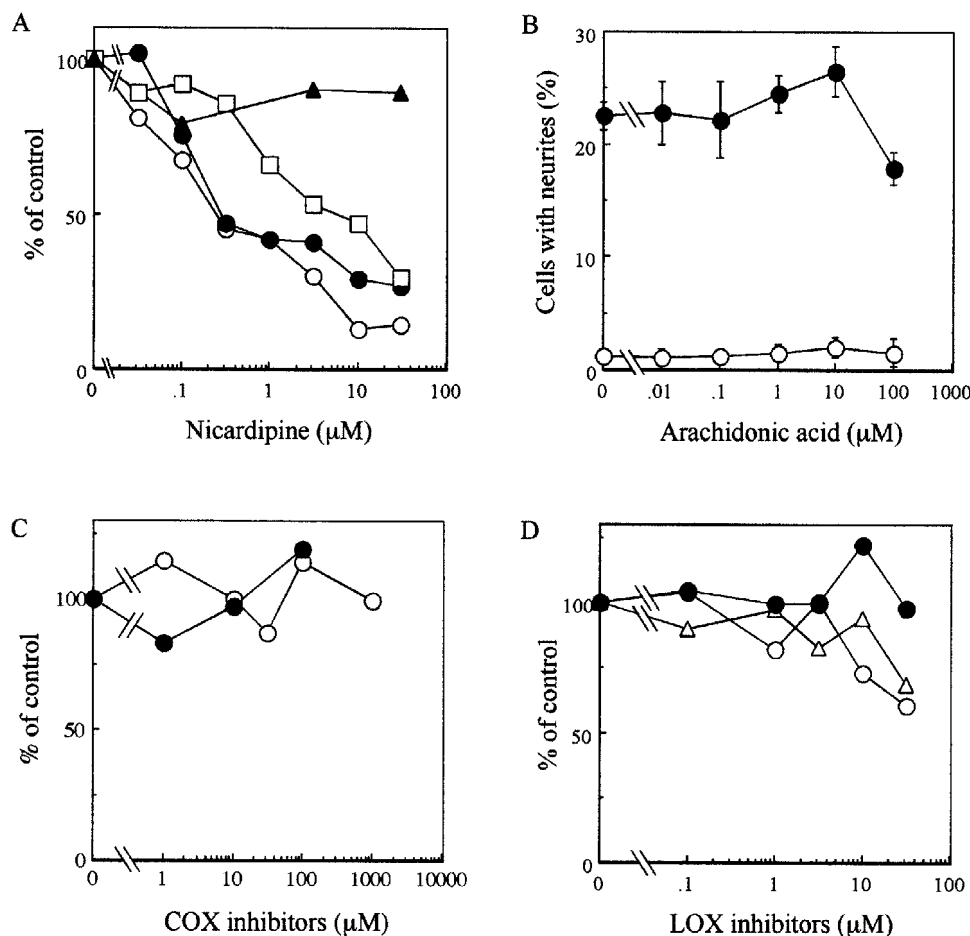 A
% of control
100
50
0
0 .1 1 10 100
Nicardipine (μM)
B
Cells with neurites (%)
30
20
10
0
0 .01 .1 1 10 100 1000
Arachidonic acid (μM)
C
% of control
100
50
0
0 1 10 100 1000 10000
COX inhibitors (μM)
D
% of control
100
50
0
0 .1 1 10 100
LOX inhibitors (μM)